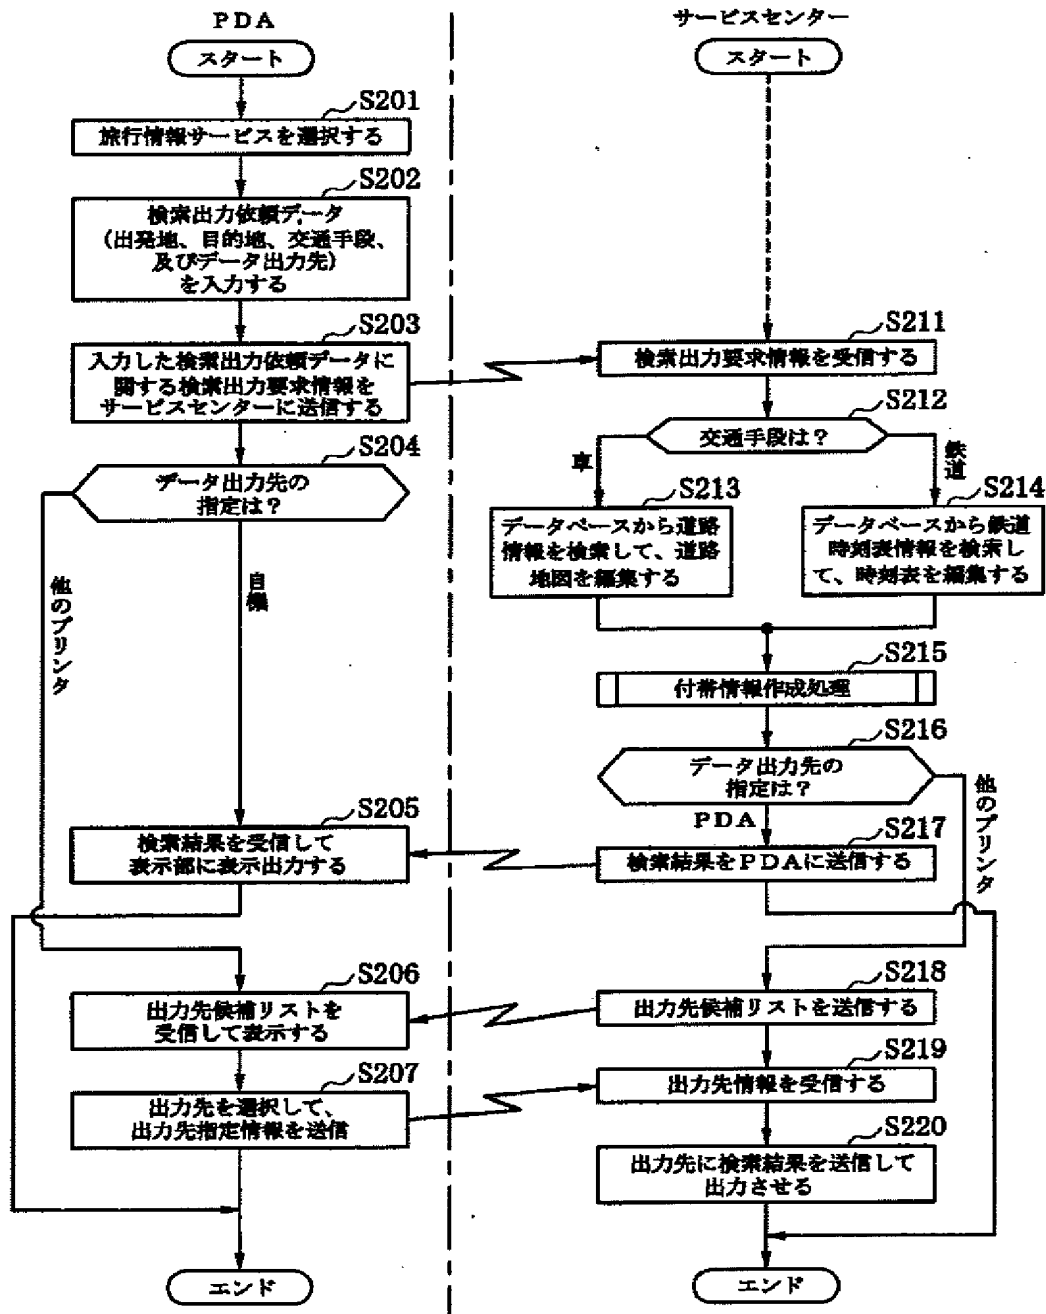 PDA
スタート
S201
旅行情報サービスを選択する
S202
検索出力依頼データ
(出発地、目的地、交通手段、
及びデータ出力先)
を入力する
S203
入力した検索出力依頼データに
関する検索出力要求情報を
サービスセンターに送信する
S204
データ出力先の
指定は?
自機
他のプリンタ
S205
検索結果を受信して
表示部に表示出力する
S206
出力先候補リストを
受信して表示する
S207
出力先を選択して、
出力先指定情報を送信
エンド
サービスセンター
スタート
S211
検索出力要求情報を受信する
S212
交通手段は?
車
鉄道
S213
データベースから道路
情報を検索して、道路
地図を編集する
S214
データベースから鉄道
時刻表情報を検索し
て、時刻表を編集する
S215
付帯情報作成処理
S216
データ出力先の
指定は?
PDA
他のプリンタ
S217
検索結果をPDAに送信する
S218
出力先候補リストを送信する
S219
出力先情報を受信する
S220
出力先に検索結果を送信して
出力させる
エンド